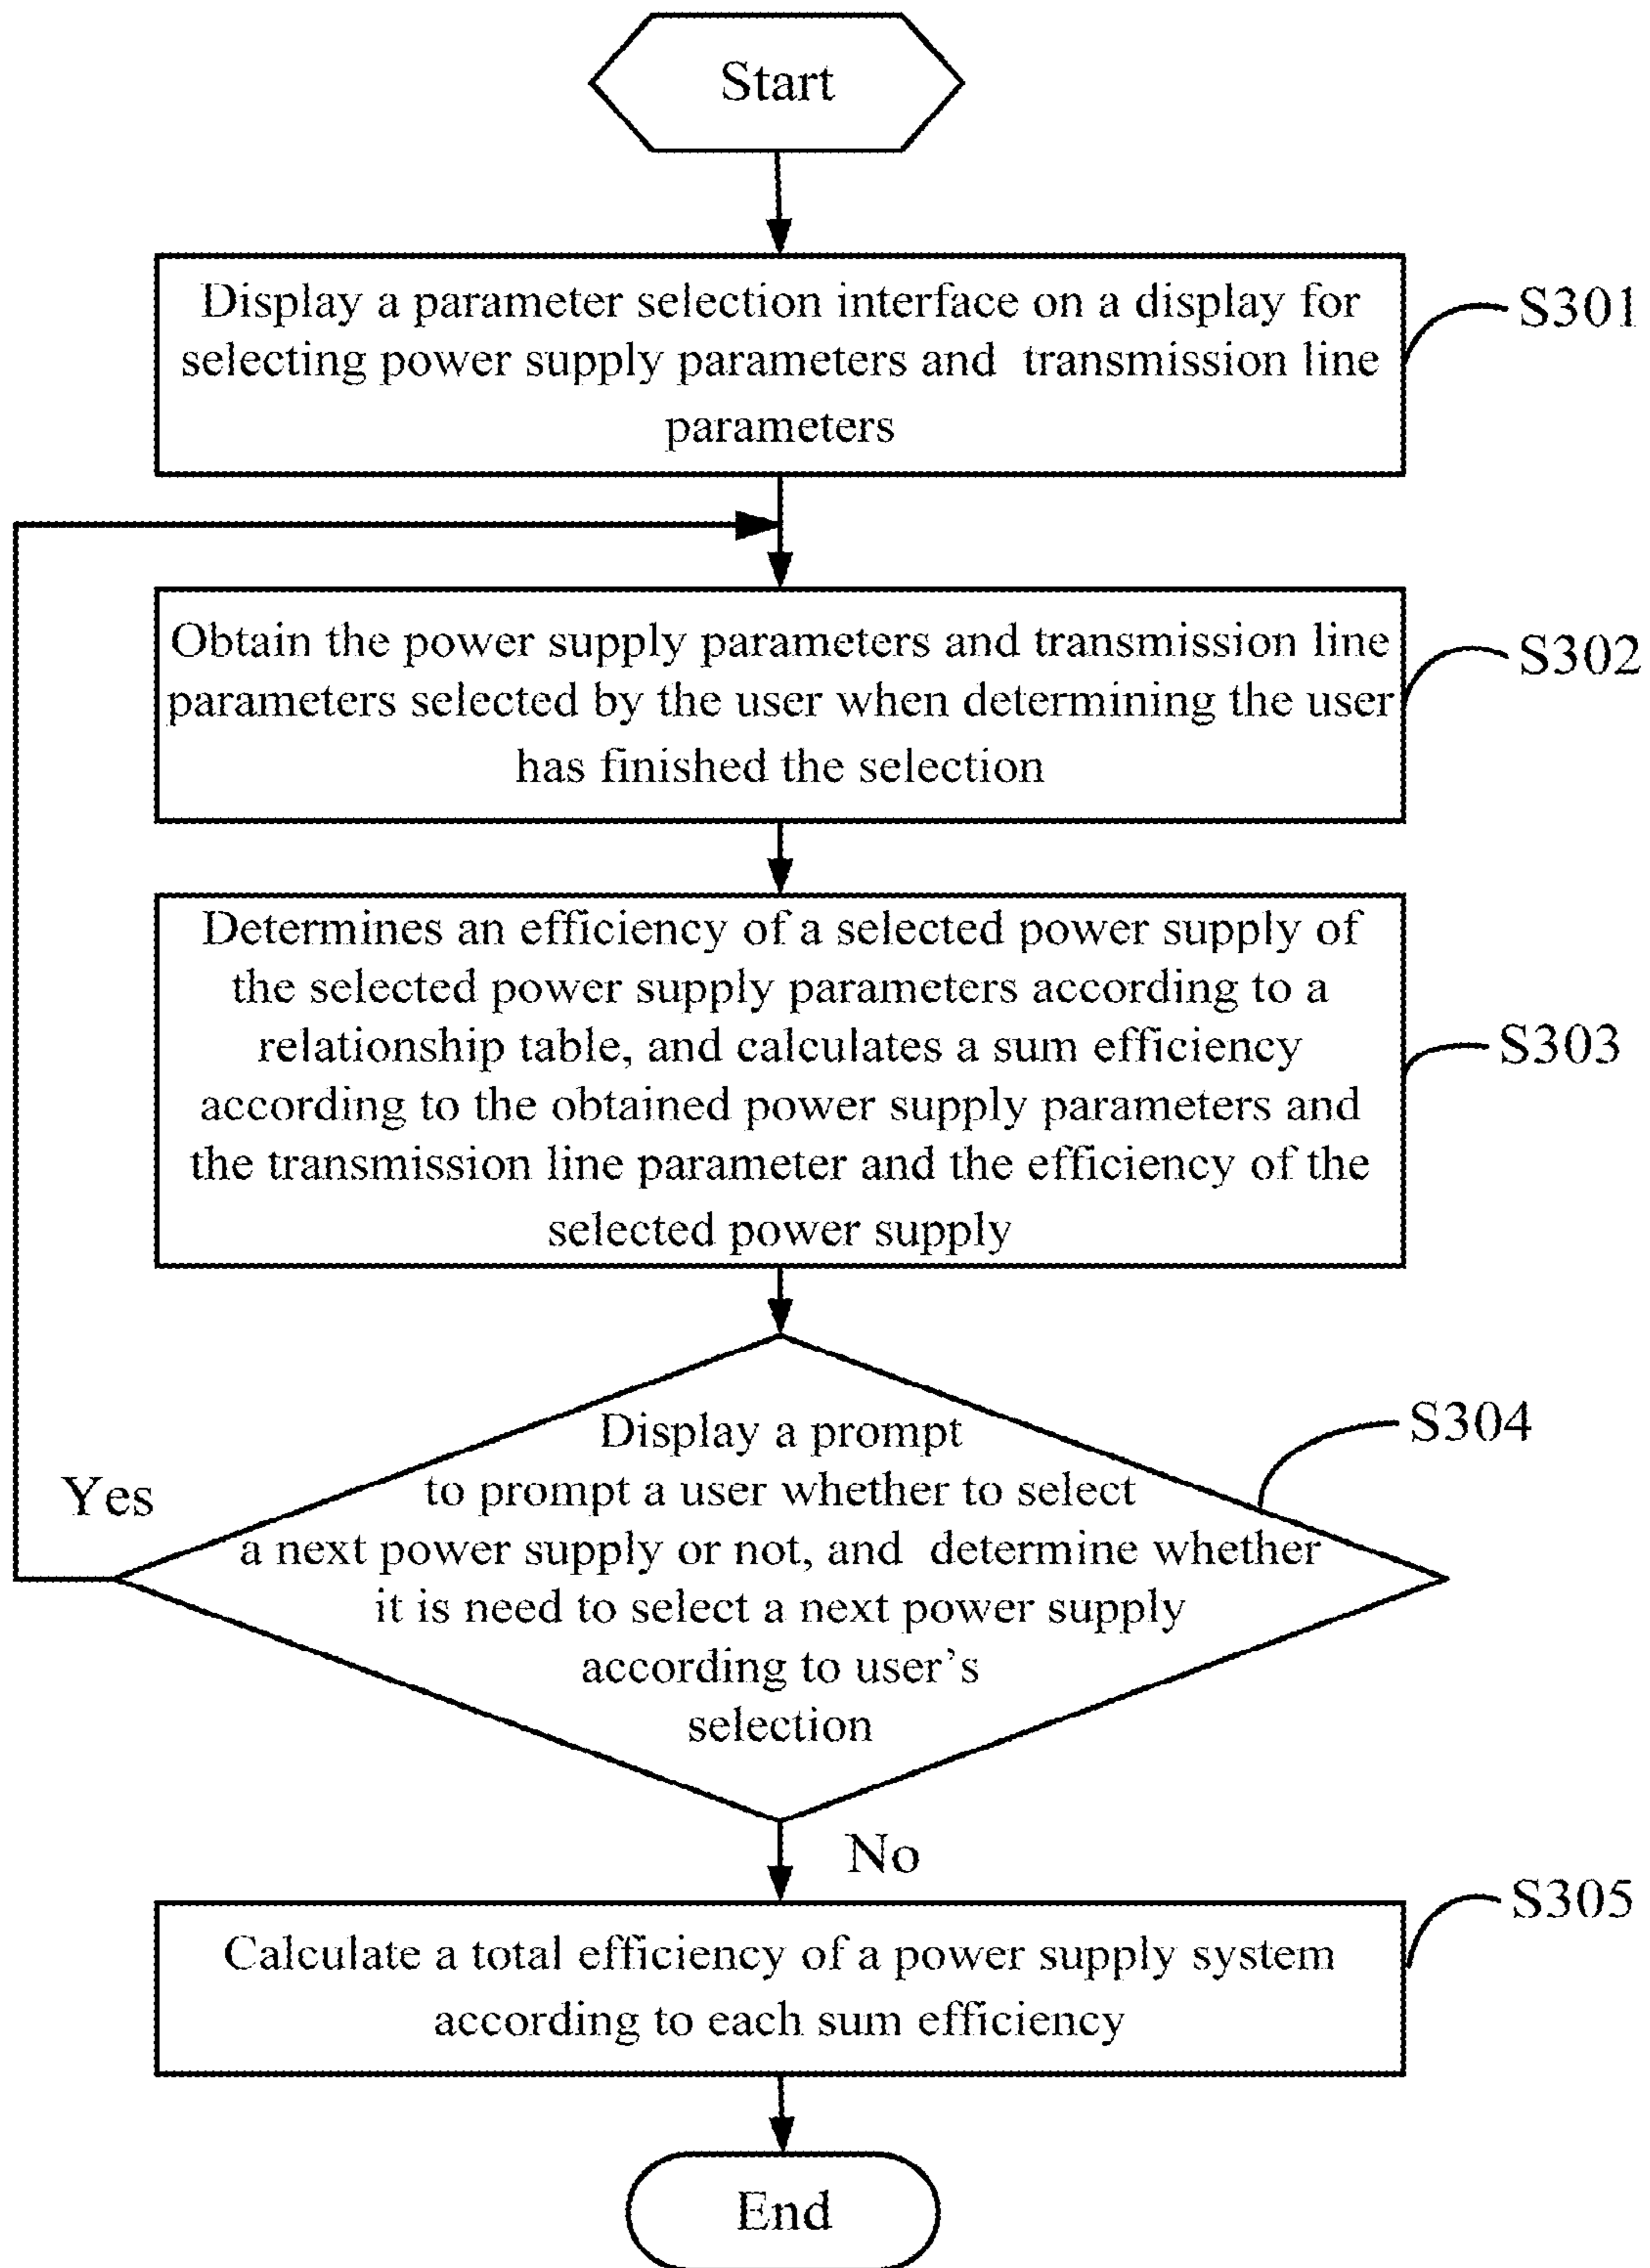 Start
Display a parameter selection interface on a display for
selecting power supply parameters and transmission line
parameters
S301
Obtain the power supply parameters and transmission line
parameters selected by the user when determining the user
has finished the selection
S302
Determines an efficiency of a selected power supply of
the selected power supply parameters according to a
relationship table, and calculates a sum efficiency
according to the obtained power supply parameters and
the transmission line parameter and the efficiency of the
selected power supply
S303
Display a prompt
to prompt a user whether to select
a next power supply or not, and determine whether
it is need to select a next power supply
according to user's
selection
S304
Yes
No
Calculate a total efficiency of a power supply system
according to each sum efficiency
S305
End